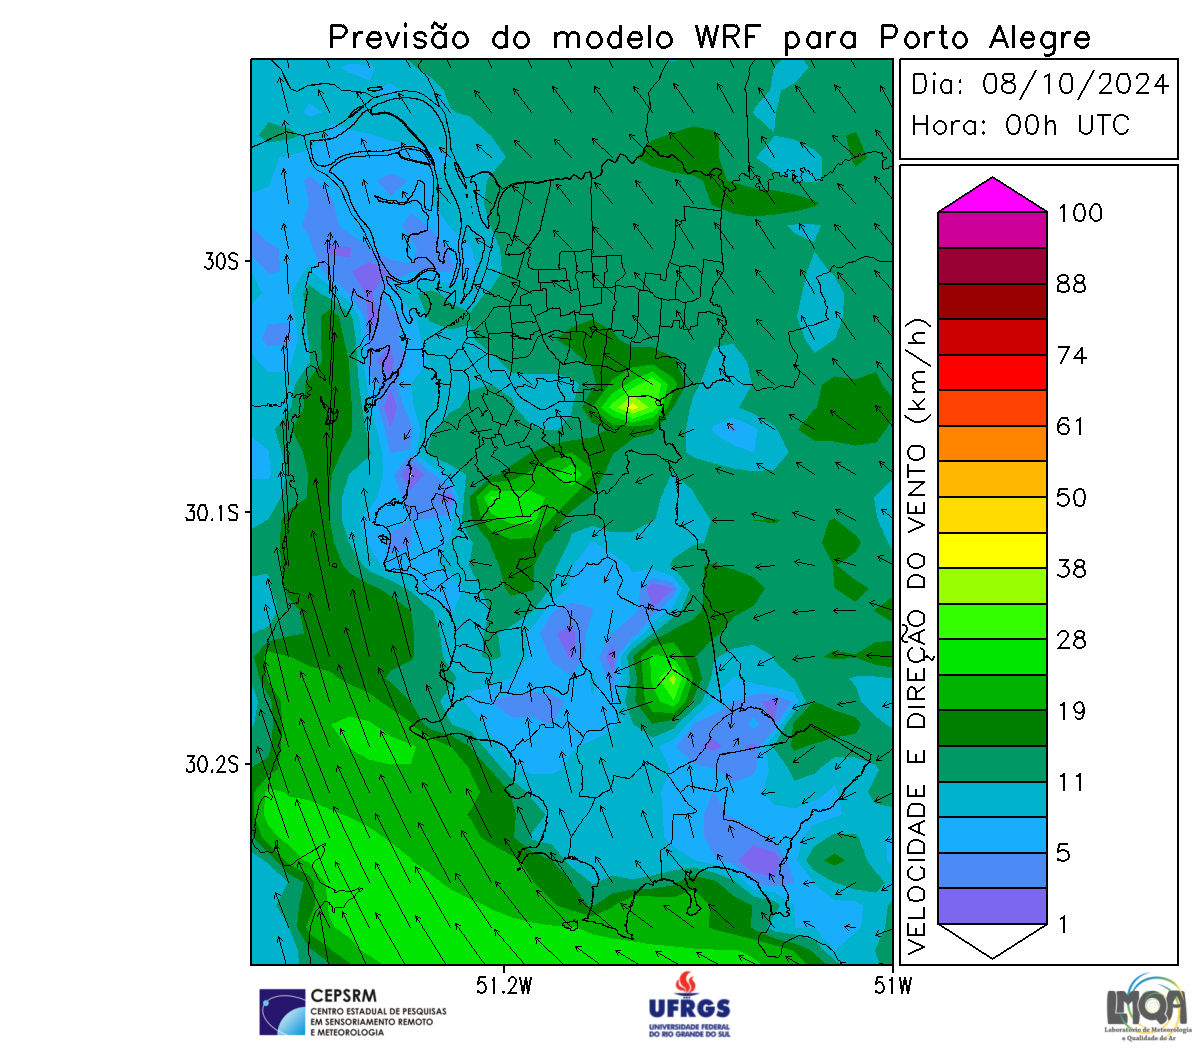 Previsão do modelo WRF para Porto Alegre
Dia: 08/10/2024
Hora: 00h UTC
30S
30.1S
30.2S
51.2W
51W
VELOCIDADE E DIREÇÃO DO VENTO (km/h)
100
88
74
61
50
38
28
19
11
5
1
CEPSRM
CENTRO ESTADUAL DE PESQUISAS
EM SENSORIAMENTO REMOTO
E METEOROLOGIA
UFRGS
UNIVERSIDADE FEDERAL
DO RIO GRANDE DO SUL
LMQA
Laboratório de Meteorologia
e Qualidade do Ar